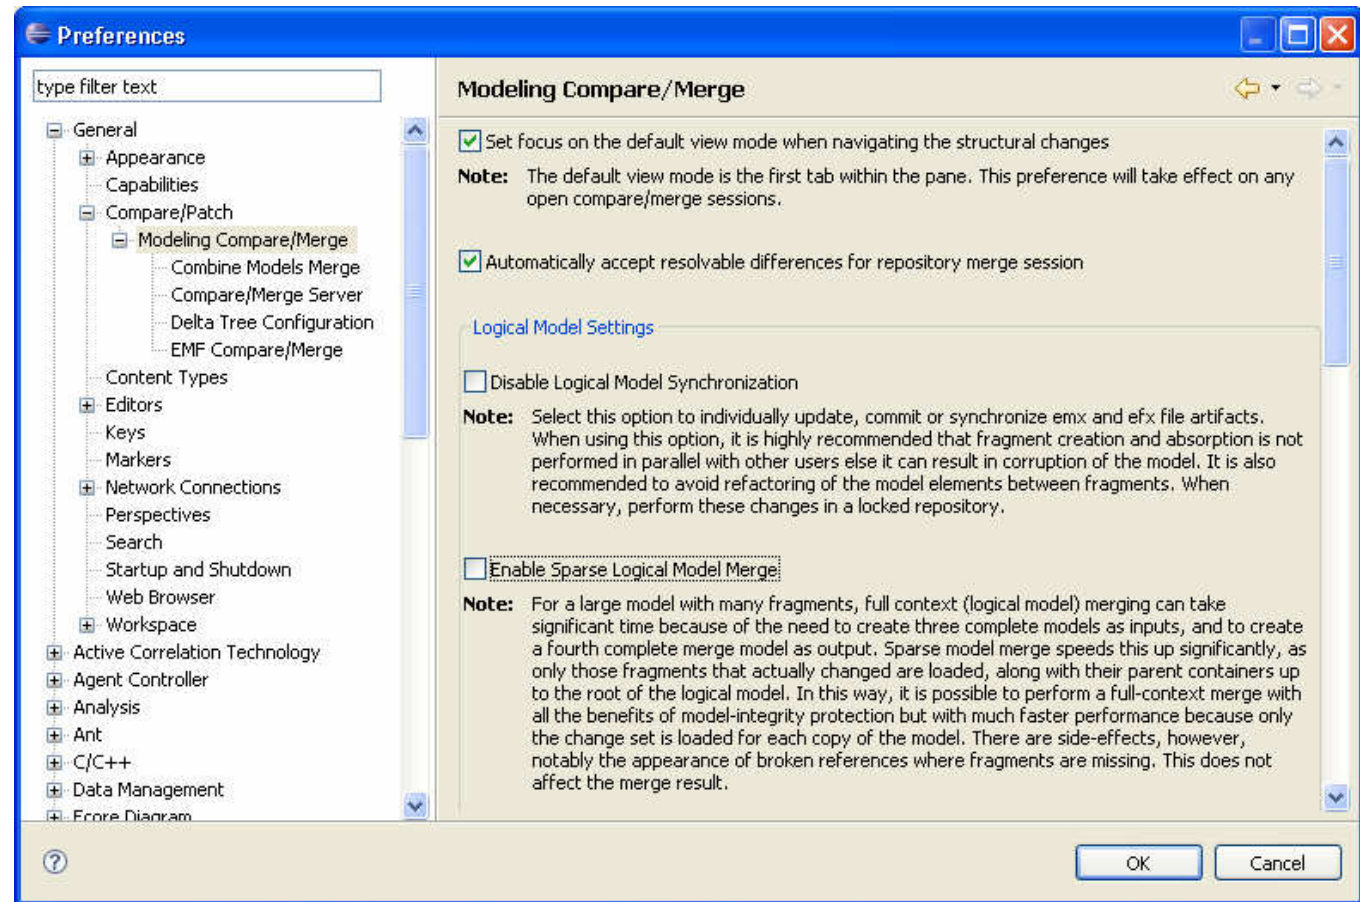 Preferences
type filter text
General
Appearance
Capabilities
Compare/Patch
Modeling Compare/Merge
Combine Models Merge
Compare/Merge Server
Delta Tree Configuration
EMF Compare/Merge
Content Types
Editors
Keys
Markers
Network Connections
Perspectives
Search
Startup and Shutdown
Web Browser
Workspace
Active Correlation Technology
Agent Controller
Analysis
Ant
C/C++
Data Management
Ecore Diagram
Modeling Compare/Merge
Set focus on the default view mode when navigating the structural changes
Note: The default view mode is the first tab within the pane. This preference will take effect on any
open compare/merge sessions.
Automatically accept resolvable differences for repository merge session
Logical Model Settings
Disable Logical Model Synchronization
Note: Select this option to individually update, commit or synchronize emx and efx file artifacts.
When using this option, it is highly recommended that fragment creation and absorption is not
performed in parallel with other users else it can result in corruption of the model. It is also
recommended to avoid refactoring of the model elements between fragments. When
necessary, perform these changes in a locked repository.
Enable Sparse Logical Model Merge
Note: For a large model with many fragments, full context (logical model) merging can take
significant time because of the need to create three complete models as inputs, and to create
a fourth complete merge model as output. Sparse model merge speeds this up significantly, as
only those fragments that actually changed are loaded, along with their parent containers up
to the root of the logical model. In this way, it is possible to perform a full-context merge with
all the benefits of model-integrity protection but with much faster performance because only
the change set is loaded for each copy of the model. There are side-effects, however,
notably the appearance of broken references where fragments are missing. This does not
affect the merge result.
?
OK
Cancel